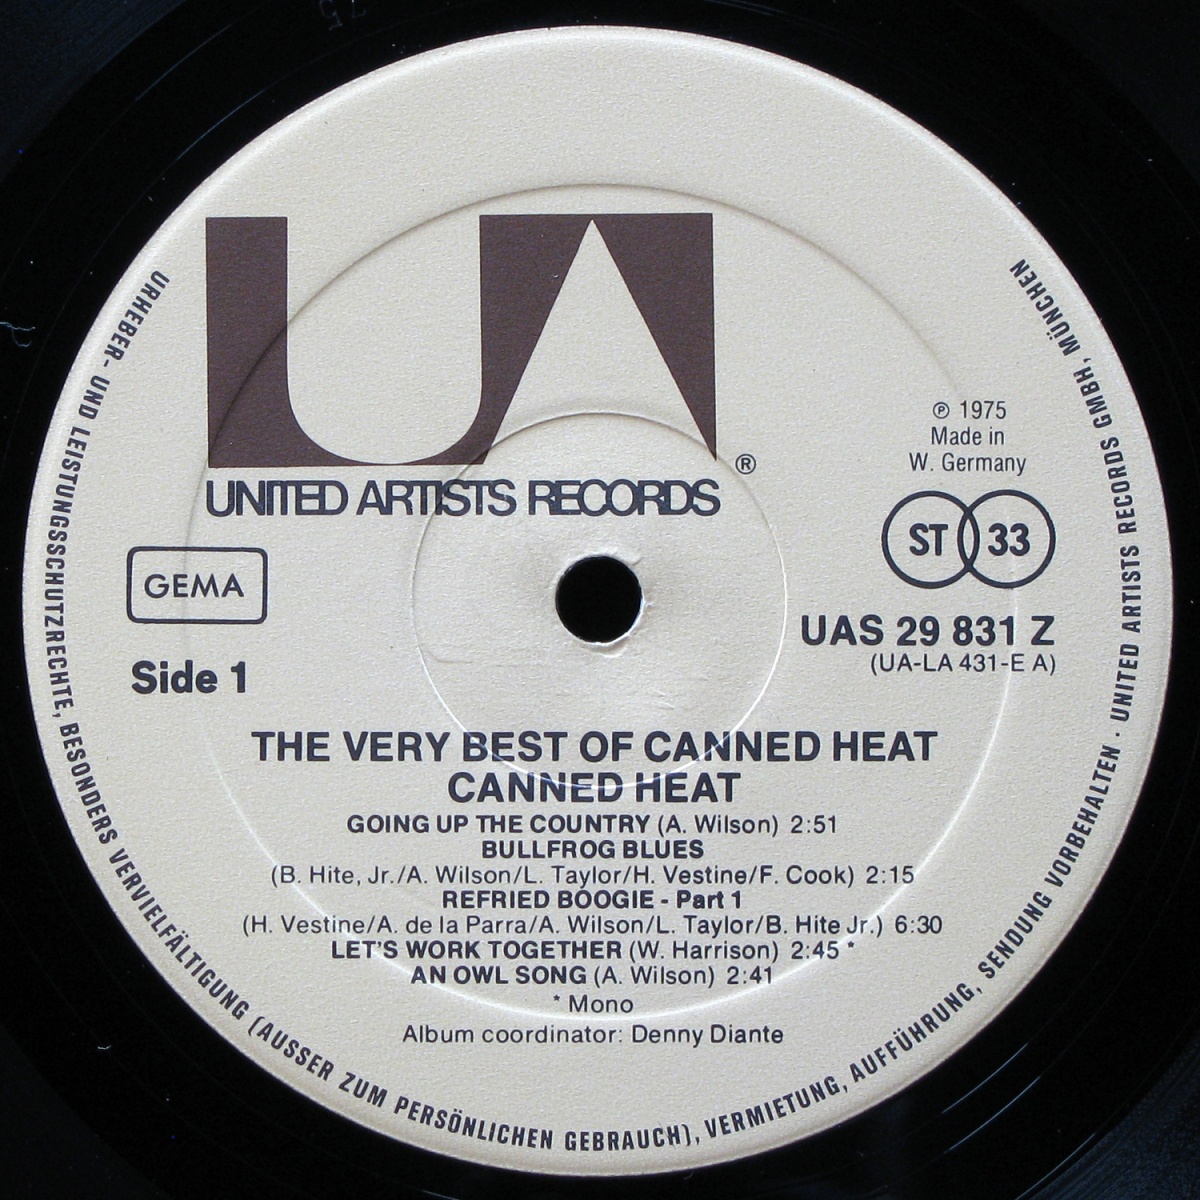 UA ®
UNITED ARTISTS RECORDS
℗ 1975
Made in
W. Germany
ST 33
GEMA
UAS 29 831 Z
(UA-LA 431-E A)
Side 1
THE VERY BEST OF CANNED HEAT
CANNED HEAT
GOING UP THE COUNTRY (A. Wilson) 2:51
BULLFROG BLUES
(B. Hite, Jr./A. Wilson/L. Taylor/H. Vestine/F. Cook) 2:15
REFRIED BOOGIE - Part 1
(H. Vestine/A. de la Parra/A. Wilson/L. Taylor/B. Hite Jr.) 6:30
LET'S WORK TOGETHER (W. Harrison) 2:45 *
AN OWL SONG (A. Wilson) 2:41
* Mono
Album coordinator: Denny Diante
URHEBER- UND LEISTUNGSSCHUTZRECHTE, BESONDERS VERVIELFÄLTIGUNG (AUSSER ZUM PERSÖNLICHEN GEBRAUCH), VERMIETUNG, AUFFÜHRUNG, SENDUNG VORBEHALTEN · UNITED ARTISTS RECORDS GMBH, MÜNCHEN